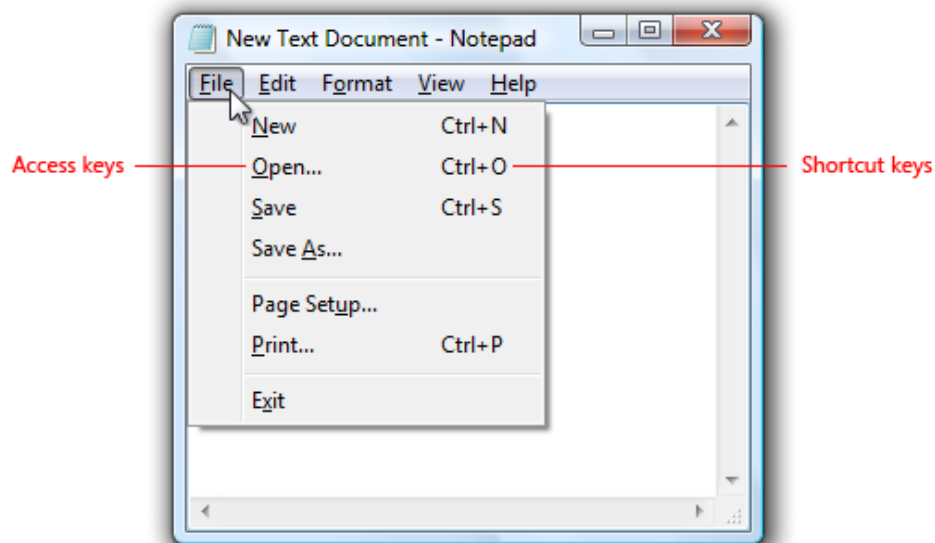 New Text Document - Notepad
File Edit Format View Help
New Ctrl+N
Access keys Open... Ctrl+O Shortcut keys
Save Ctrl+S
Save As...
Page Setup...
Print... Ctrl+P
Exit